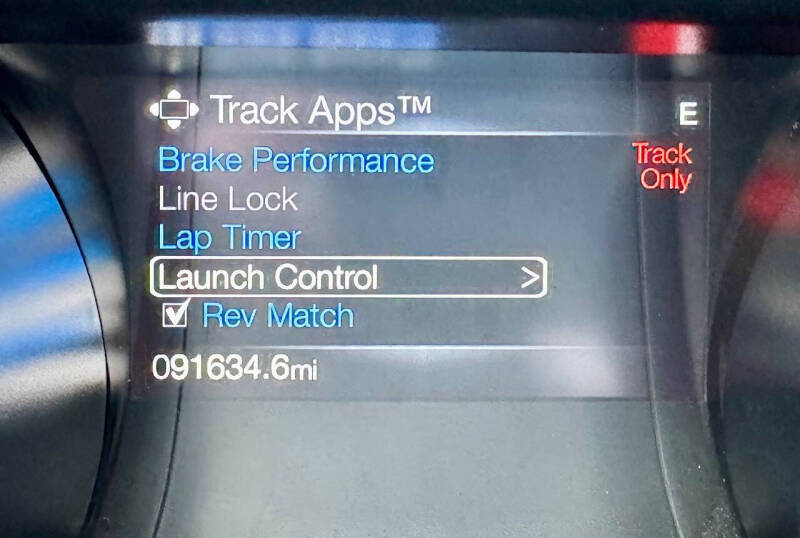 Track Apps™
E
Brake Performance
Track
Only
Line Lock
Lap Timer
Launch Control >
Rev Match
091634.6mi